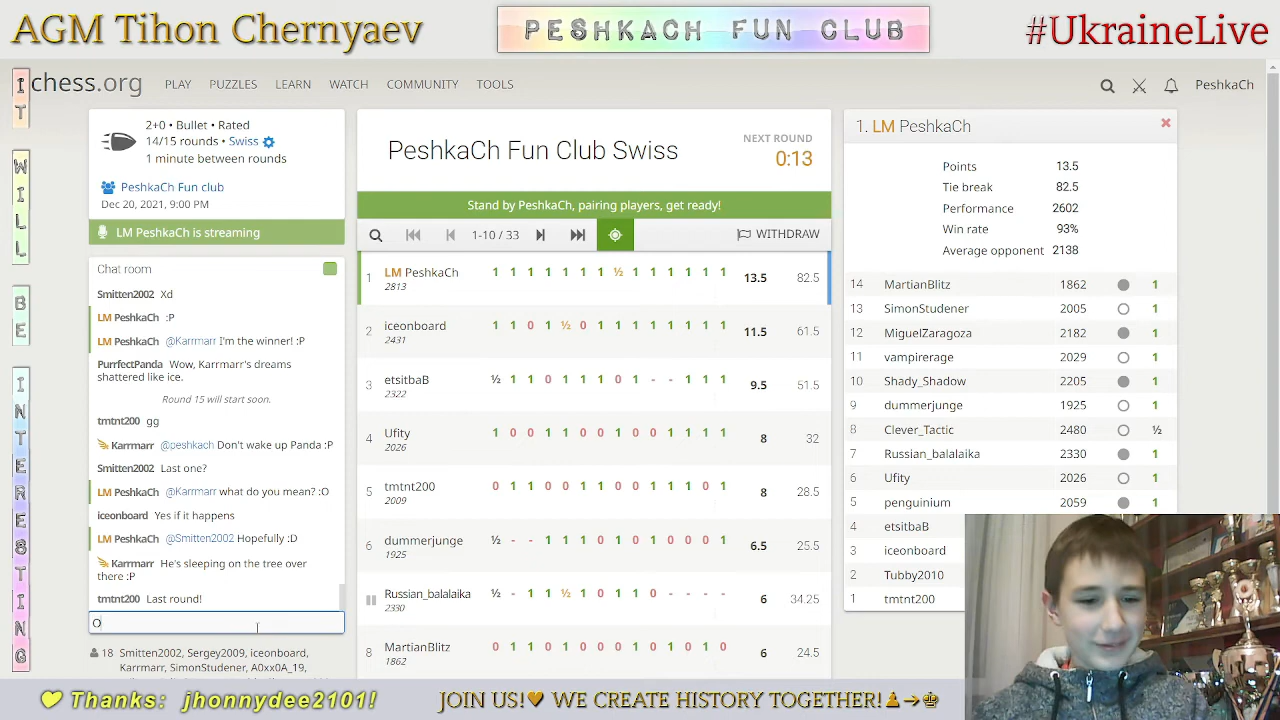 AGM Tihon Chernyaev
PESHKACH FUN CLUB
#UkraineLive
chess.org
PLAY PUZZLES LEARN WATCH COMMUNITY TOOLS
PeshkaCh
IT
WILL
BE
INTERESTING
2+0 • Bullet • Rated
14/15 rounds • Swiss
1 minute between rounds
PeshkaCh Fun club
Dec 20, 2021, 9:00 PM
LM PeshkaCh is streaming
Chat room
Smitten2002 Xd
LM PeshkaCh :P
LM PeshkaCh @Karrmarr I'm the winner! :P
PurrfectPanda Wow, Karrmarr's dreams
shattered like ice.
Round 15 will start soon.
tmtnt200 gg
Karrmarr @peshkach Don't wake up Panda :P
Smitten2002 Last one?
LM PeshkaCh @Karrmarr what do you mean? :O
iceonboard Yes if it happens
LM PeshkaCh @Smitten2002 Hopefully :D
Karrmarr He's sleeping on the tree over
there :P
tmtnt200 Last round!
O
18 Smitten2002, Sergey2009, iceonboard,
Karrmarr, SimonStudener, A0xx0A_19,
PeshkaCh Fun Club Swiss
NEXT ROUND
0:13
Stand by PeshkaCh, pairing players, get ready!
1-10 / 33
WITHDRAW
1 LM PeshkaCh 1 1 1 1 1 1 1 ½ 1 1 1 1 1 1 13.5 82.5
2813
2 iceonboard 1 1 0 1 ½ 0 1 1 1 1 1 1 1 1 11.5 61.5
2431
3 etsitbaB ½ 1 1 0 1 1 1 0 1 - - 1 1 1 9.5 51.5
2322
4 Ufity 1 0 0 1 1 0 0 1 0 0 1 1 1 1 8 32
2026
5 tmtnt200 0 1 1 0 1 1 0 1 0 0 1 1 0 1 8 28.5
2009
6 dummerjunge ½ - - 1 1 1 0 1 0 1 0 0 0 1 6.5 25.5
1925
Russian_balalaika ½ - 1 1 ½ 1 0 1 1 0 - - - - 6 34.25
2330
8 MartianBlitz 0 1 0 1 1 0 1 0 1 0 1 0 1 0 6 24.5
1862
1. LM PeshkaCh
Points 13.5
Tie break 82.5
Performance 2602
Win rate 93%
Average opponent 2138
14 MartianBlitz 1862 1
13 SimonStudener 2005 1
12 MiguelZaragoza 2182 1
11 vampirerage 2029 1
10 Shady_Shadow 2205 1
9 dummerjunge 1925 1
8 Clever_Tactic 2480 ½
7 Russian_balalaika 2330 1
6 Ufity 2026 1
5 penguinium 2059 1
4 etsitbaB
3 iceonboard
2 Tubby2010
1 tmtnt200
Thanks: jhonnydee2101!
JOIN US! WE CREATE HISTORY TOGETHER!